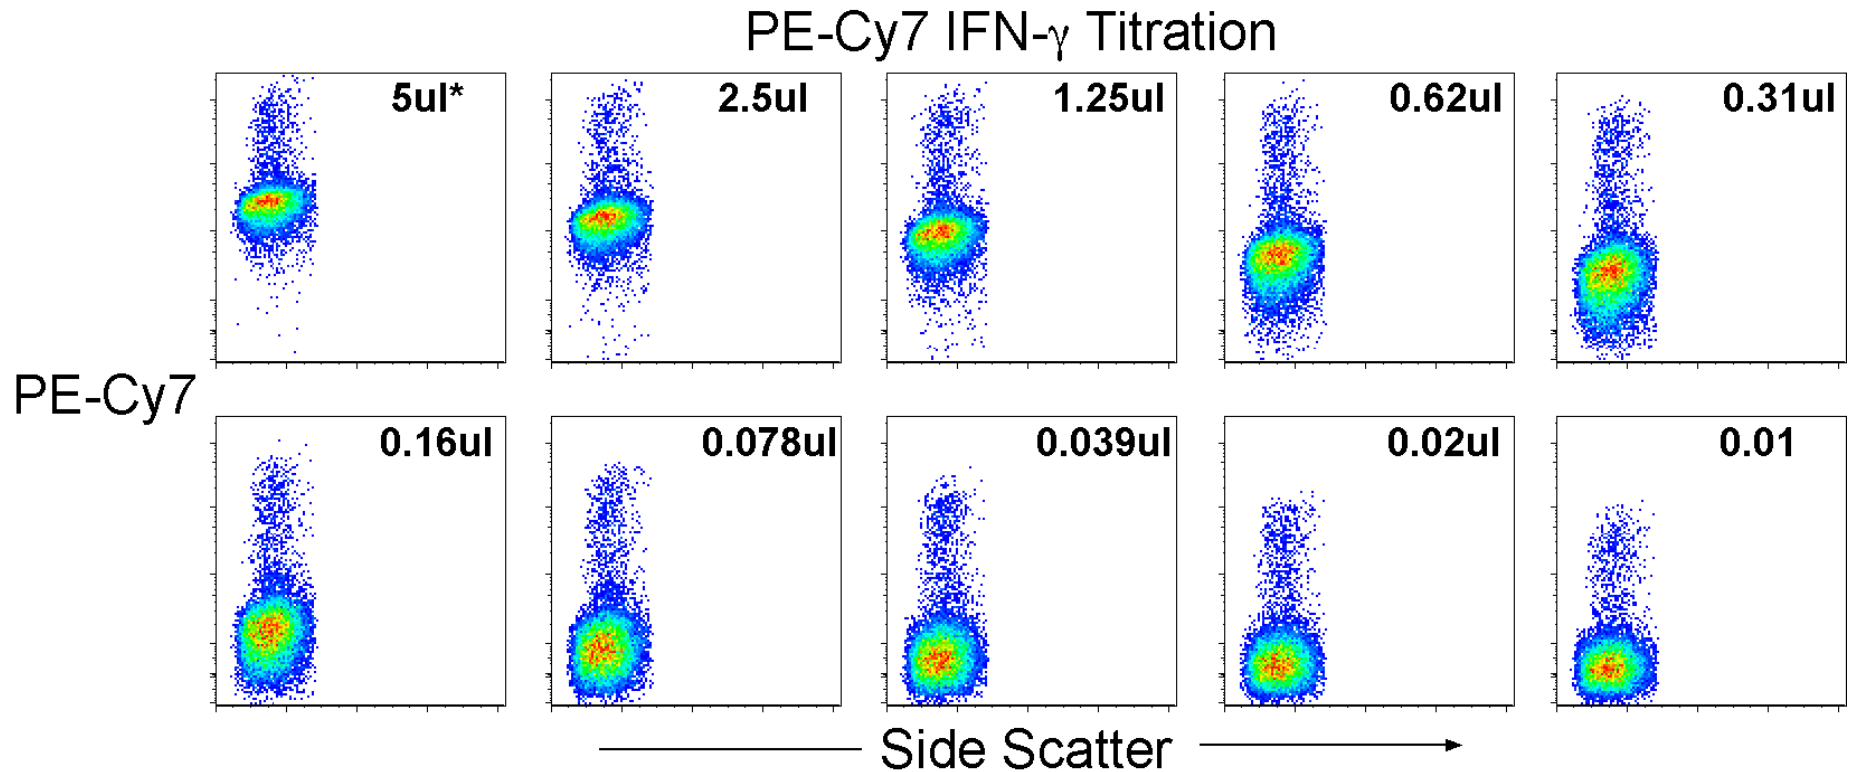 PE-Cy7 IFN-γ Titration
5ul*
2.5ul
1.25ul
0.62ul
0.31ul
PE-Cy7
0.16ul
0.078ul
0.039ul
0.02ul
0.01
Side Scatter